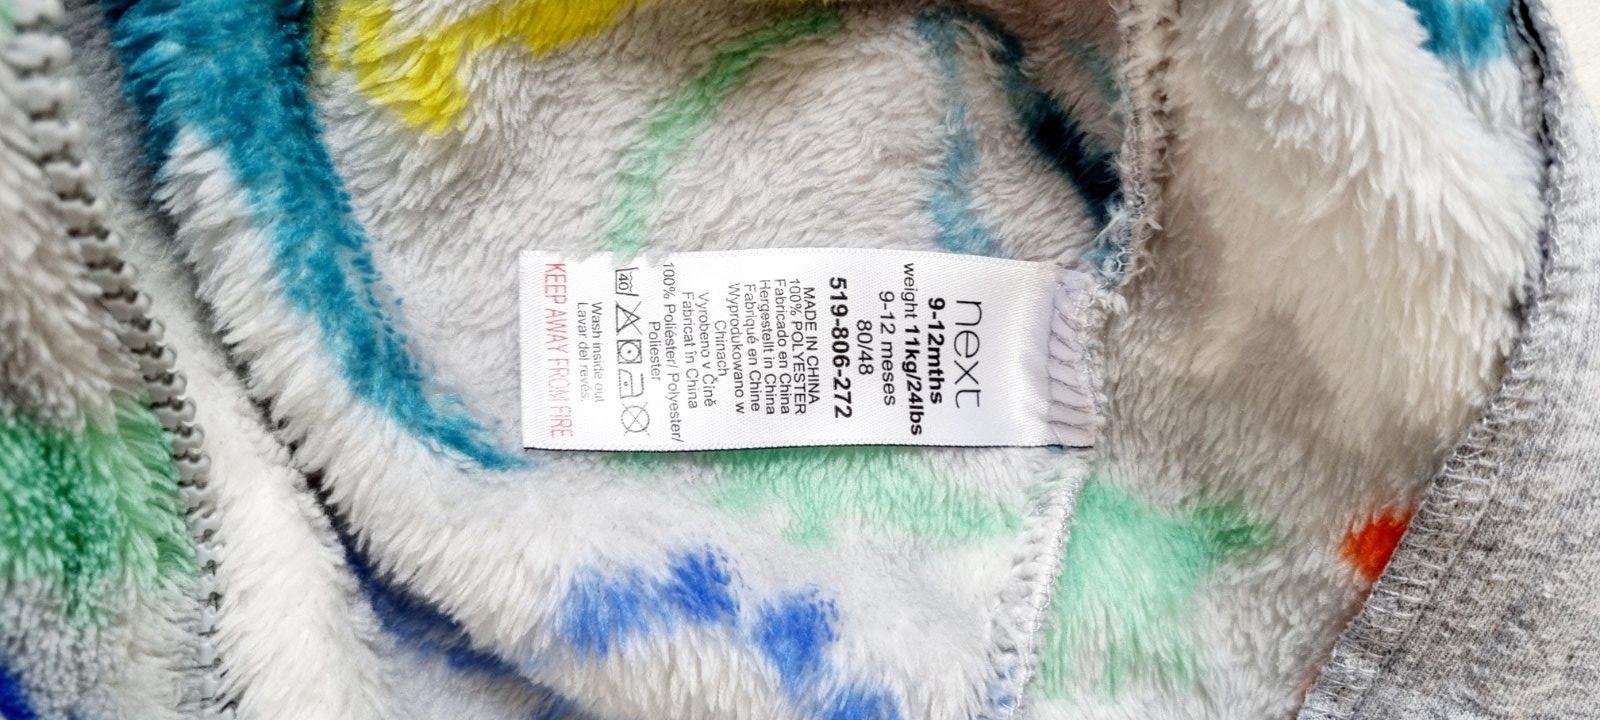 next
9-12mths
weight 11kg/24lbs
9-12 meses
80/48
519-806-272
MADE IN CHINA
100% POLYESTER
Fabricado en China
Hergestellt in China
Fabriqué en Chine
Wyprodukowano w
Chinach
Vyrobeno v Číně
Fabricat în China
100% Poliéster/ Polyester/
Poliester
40
Wash inside out
Lavar del revés.
KEEP AWAY FROM FIRE